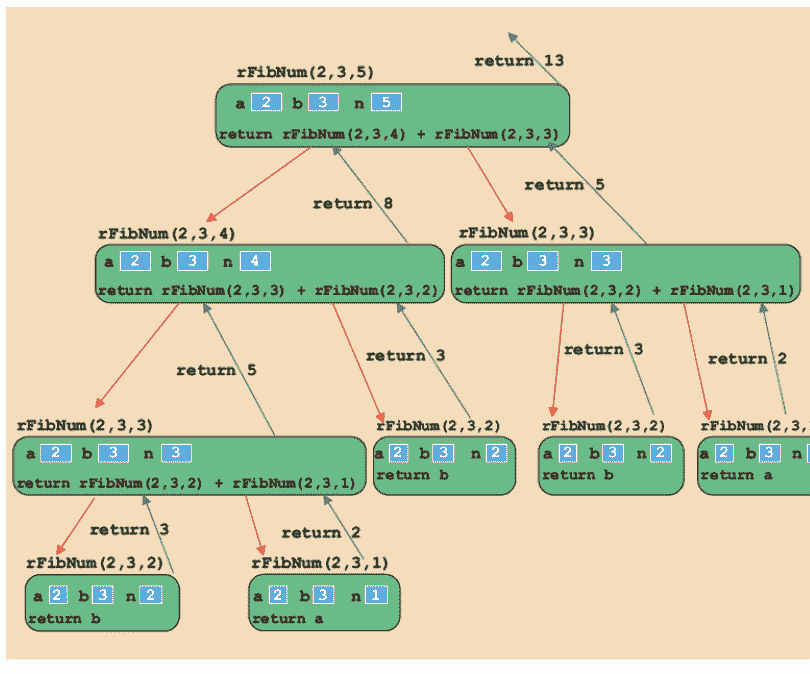 return 13
rFibNum(2,3,5)
a 2 b 3 n 5
return rFibNum(2,3,4) + rFibNum(2,3,3)
return 8
return 5
rFibNum(2,3,4)
a 2 b 3 n 4
return rFibNum(2,3,3) + rFibNum(2,3,2)
rFibNum(2,3,3)
a 2 b 3 n 3
return rFibNum(2,3,2) + rFibNum(2,3,1)
return 5
return 3
return 3
return 2
rFibNum(2,3,3)
a 2 b 3 n 3
return rFibNum(2,3,2) + rFibNum(2,3,1)
rFibNum(2,3,2)
a 2 b 3 n 2
return b
rFibNum(2,3,2)
a 2 b 3 n 2
return b
rFibNum(2,3,
a 2 b 3 n
return a
return 3
return 2
rFibNum(2,3,2)
a 2 b 3 n 2
return b
rFibNum(2,3,1)
a 2 b 3 n 1
return a